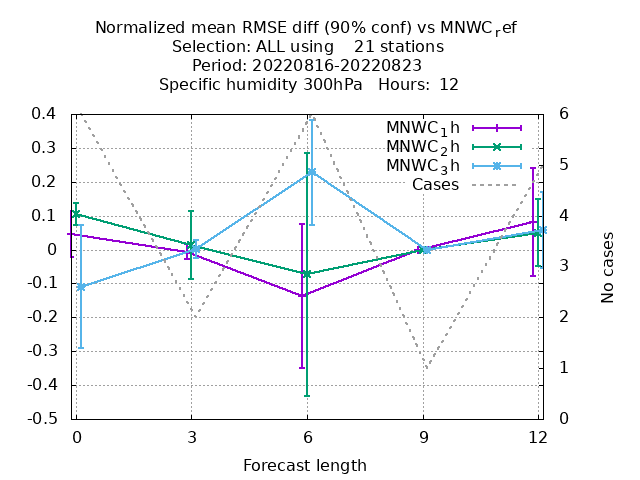 Normalized mean RMSE diff (90% conf) vs MNWC_ref
Selection: ALL using 21 stations
Period: 20220816-20220823
Specific humidity 300hPa Hours: 12
MNWC_1h
MNWC_2h
MNWC_3h
Cases
0.4
0.3
0.2
0.1
0
-0.1
-0.2
-0.3
-0.4
-0.5
6
5
4
3
2
1
0
No cases
0 3 6 9 12
Forecast length